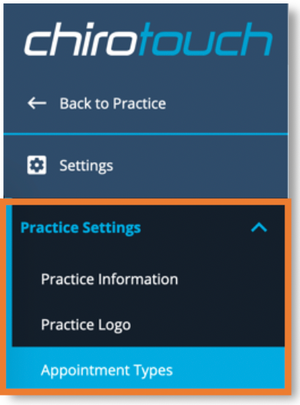 chirotouch
Back to Practice
Settings
Practice Settings
Practice Information
Practice Logo
Appointment Types